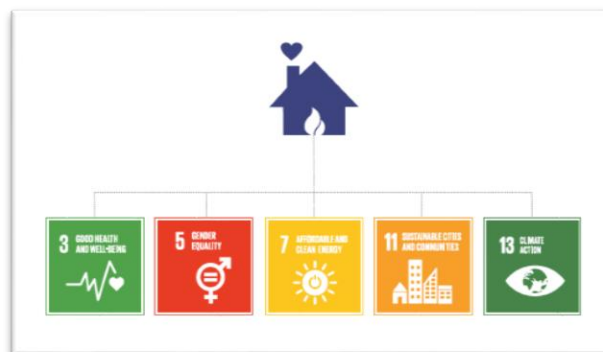 3 GOOD HEALTH
AND WELL-BEING
5 GENDER
EQUALITY
7 AFFORDABLE AND
CLEAN ENERGY
11 SUSTAINABLE CITIES
AND COMMUNITIES
13 CLIMATE
ACTION